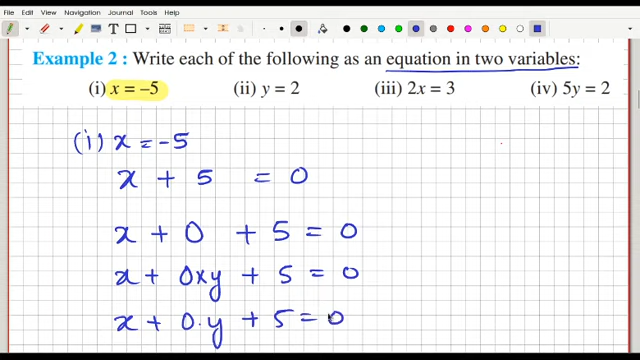 File Edit View Navigation Journal Tools Help
Example 2 : Write each of the following as an equation in two variables:
(i) x = –5 (ii) y = 2 (iii) 2x = 3 (iv) 5y = 2
(i) x = -5
x + 5 = 0
x + 0 + 5 = 0
x + 0xy + 5 = 0
x + 0.y + 5 = 0